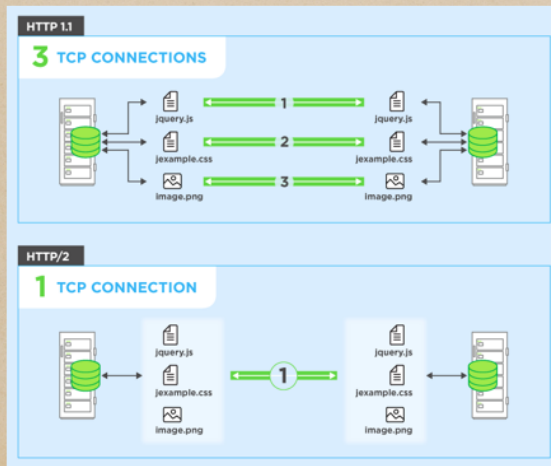 HTTP 1.1
3 TCP CONNECTIONS
jquery.js
1
jquery.js
jexample.css
2
jexample.css
image.png
3
image.png
HTTP/2
1 TCP CONNECTION
jquery.js
jquery.js
jexample.css
1
jexample.css
image.png
image.png